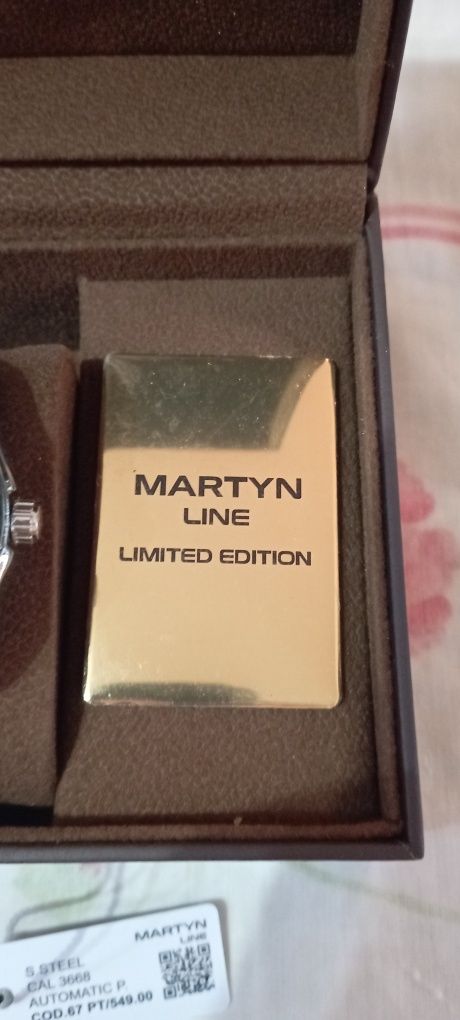 MARTYN
LINE
LIMITED EDITION
MARTYN
LINE
S.STEEL
CAL 3668
AUTOMATIC P.
COD.67 PT/549.00